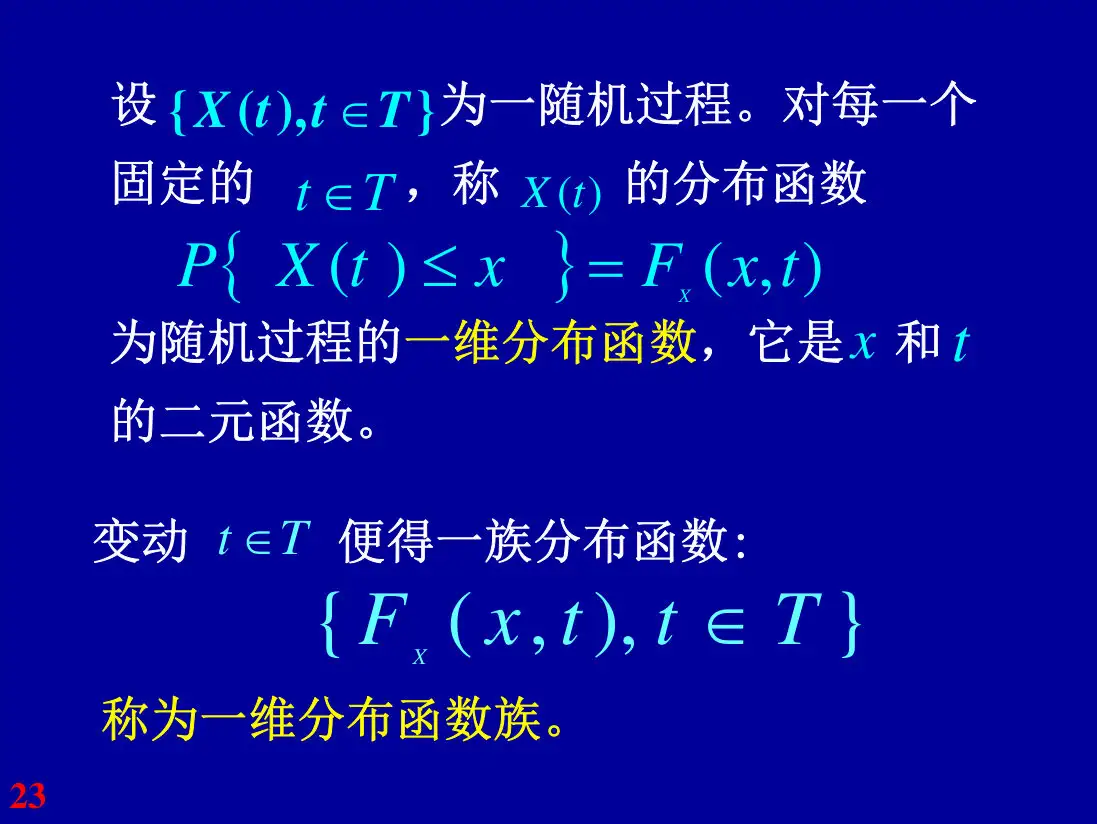 设 {X(t),t∈T}为一随机过程。对每一个
固定的 t∈T，称 X(t) 的分布函数
P{ X(t) ≤ x } = F_X(x,t)
为随机过程的一维分布函数，它是 x 和 t
的二元函数。
变动 t∈T 便得一族分布函数:
{F_X(x,t), t ∈ T}
称为一维分布函数族。
23